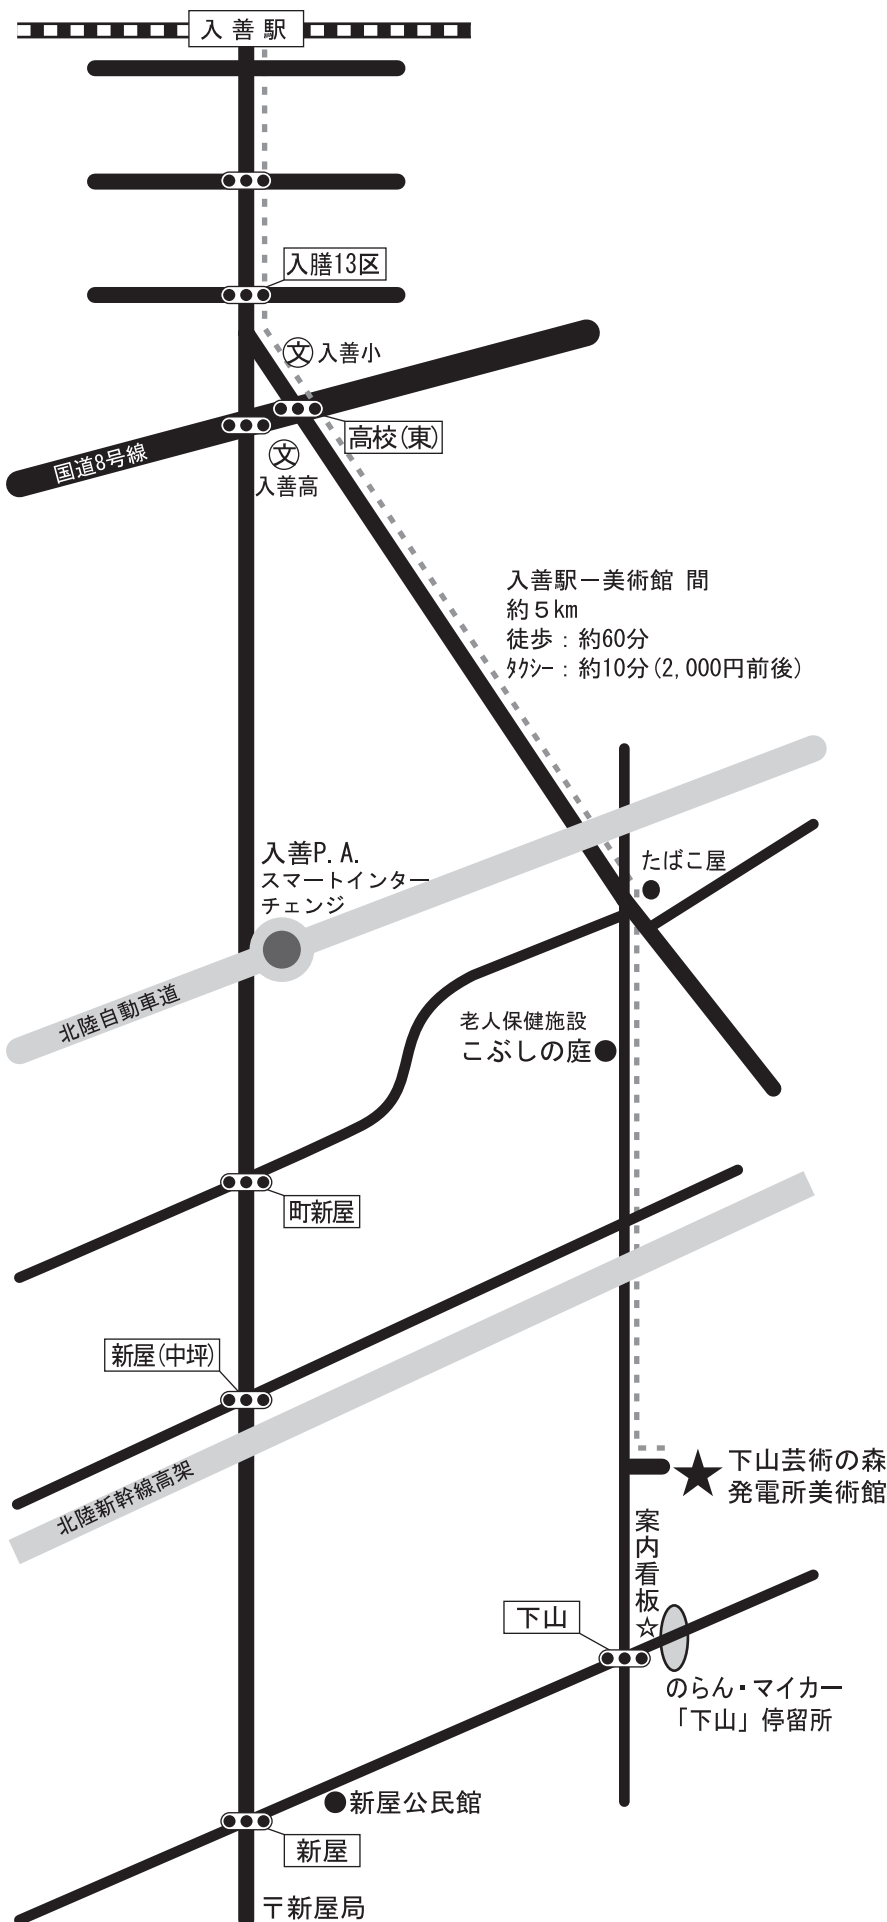 入善駅
入膳13区
文 入善小
高校(東)
国道8号線
文
入善高
入善駅－美術館 間
約5km
徒歩：約60分
ﾀｸｼｰ：約10分(2,000円前後)
入善P.A.
スマートインター
チェンジ
たばこ屋
北陸自動車道
老人保健施設
こぶしの庭
町新屋
新屋(中坪)
北陸新幹線高架
下山芸術の森
発電所美術館
案内看板☆
下山
のらん・マイカー
「下山」停留所
新屋公民館
新屋
〒新屋局